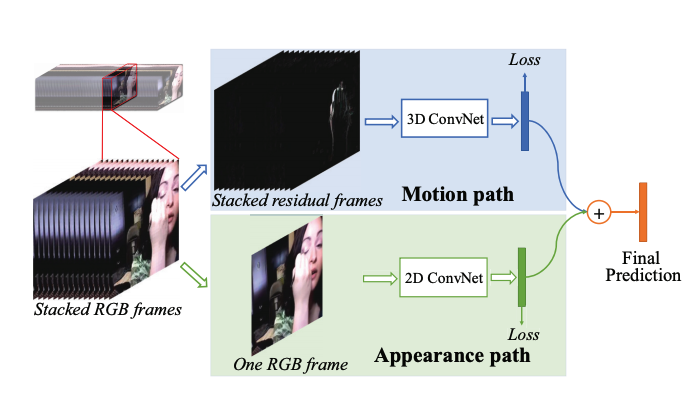 Loss
3D ConvNet
Stacked residual frames
Motion path
Stacked RGB frames
+
Final
Prediction
2D ConvNet
Loss
One RGB frame
Appearance path